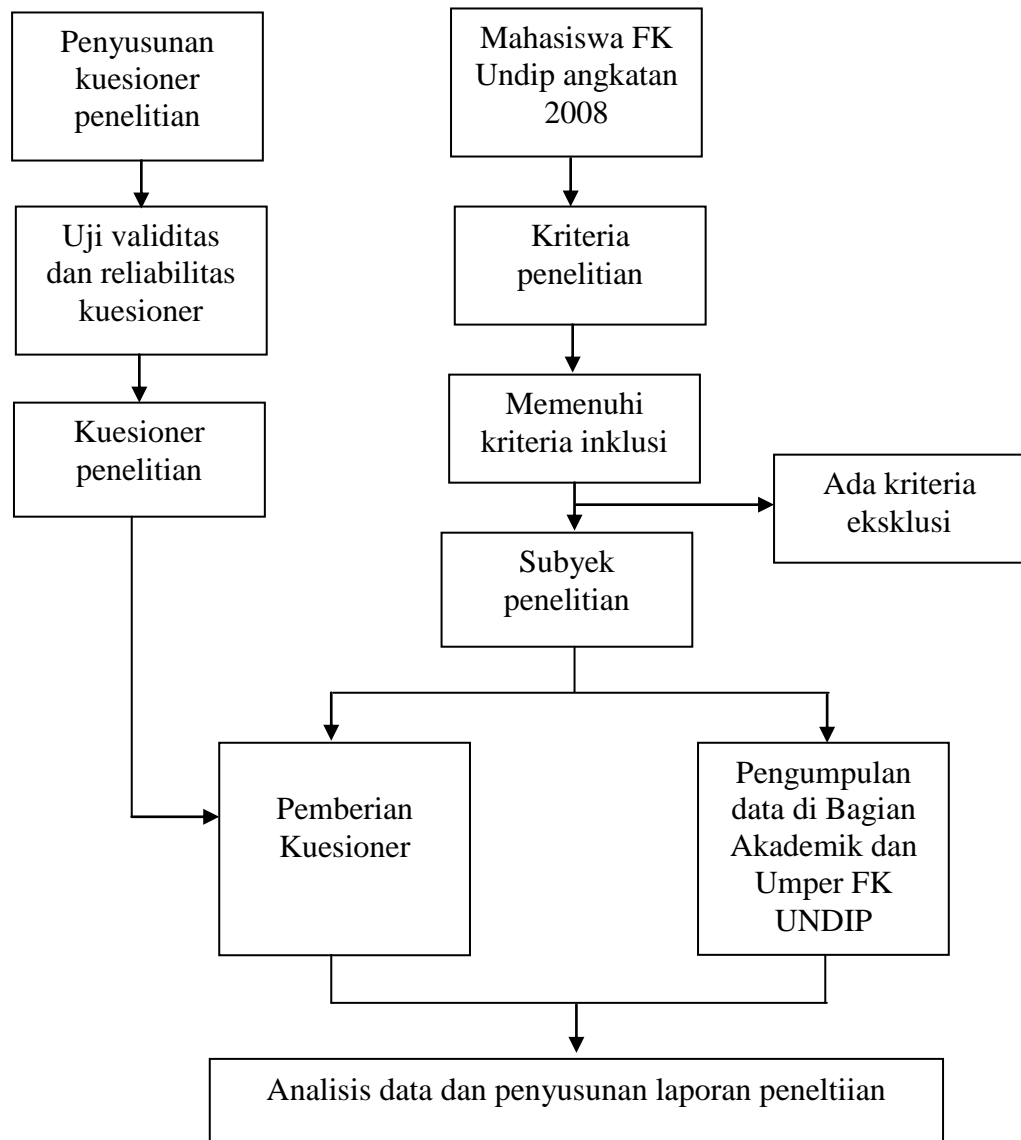 Penyusunan
kuesioner
penelitian
Mahasiswa FK
Undip angkatan
2008
Uji validitas
dan reliabilitas
kuesioner
Kriteria
penelitian
Kuesioner
penelitian
Memenuhi
kriteria inklusi
Ada kriteria
eksklusi
Subyek
penelitian
Pemberian
Kuesioner
Pengumpulan
data di Bagian
Akademik dan
Umper FK
UNDIP
Analisis data dan penyusunan laporan peneltiian